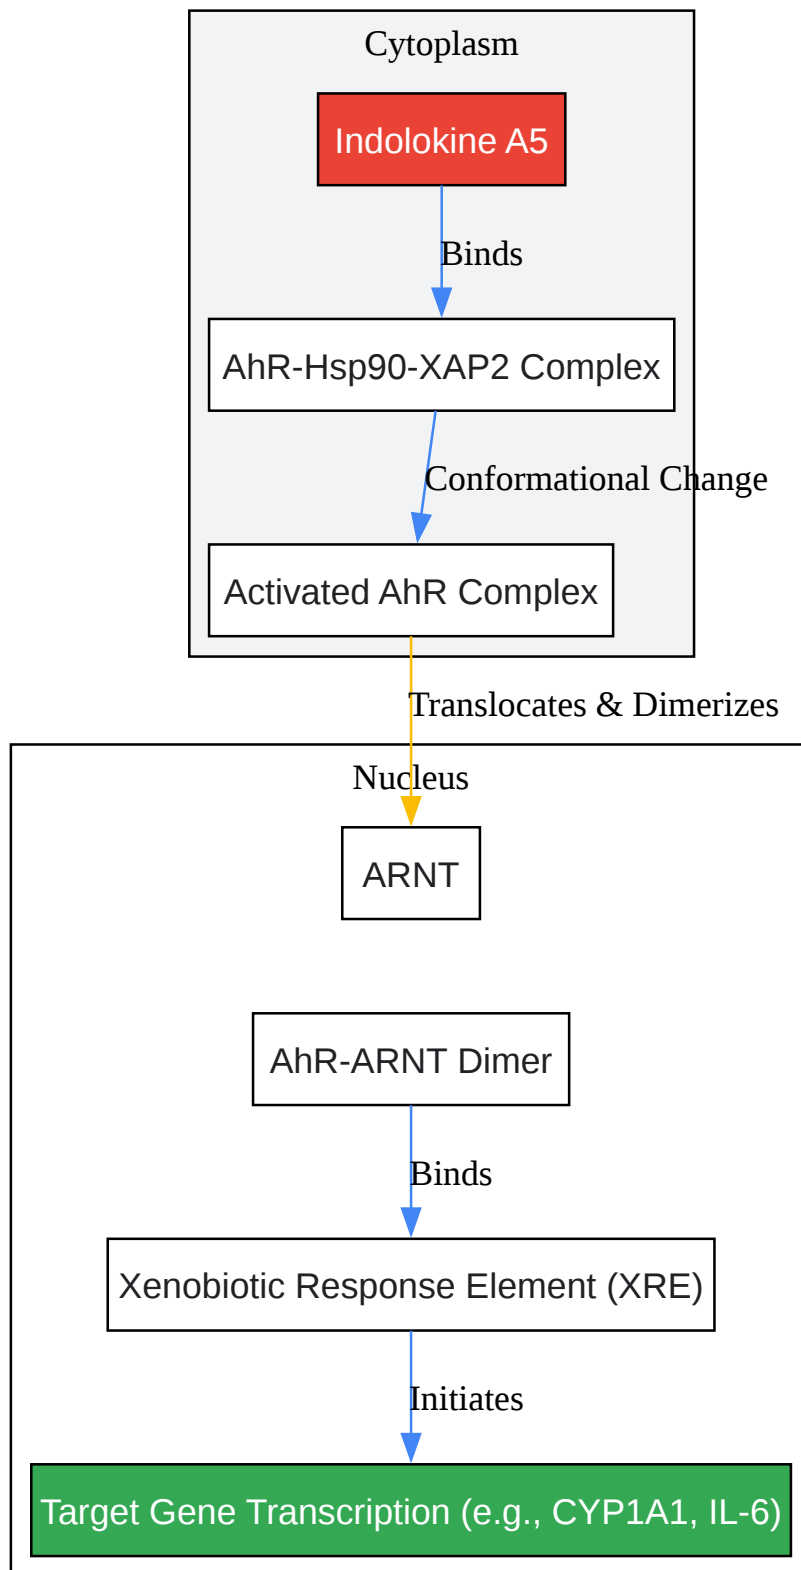 Cytoplasm
Indolokine A5
Binds
AhR-Hsp90-XAP2 Complex
Conformational Change
Activated AhR Complex
Translocates & Dimerizes
Nucleus
ARNT
AhR-ARNT Dimer
Binds
Xenobiotic Response Element (XRE)
Initiates
Target Gene Transcription (e.g., CYP1A1, IL-6)